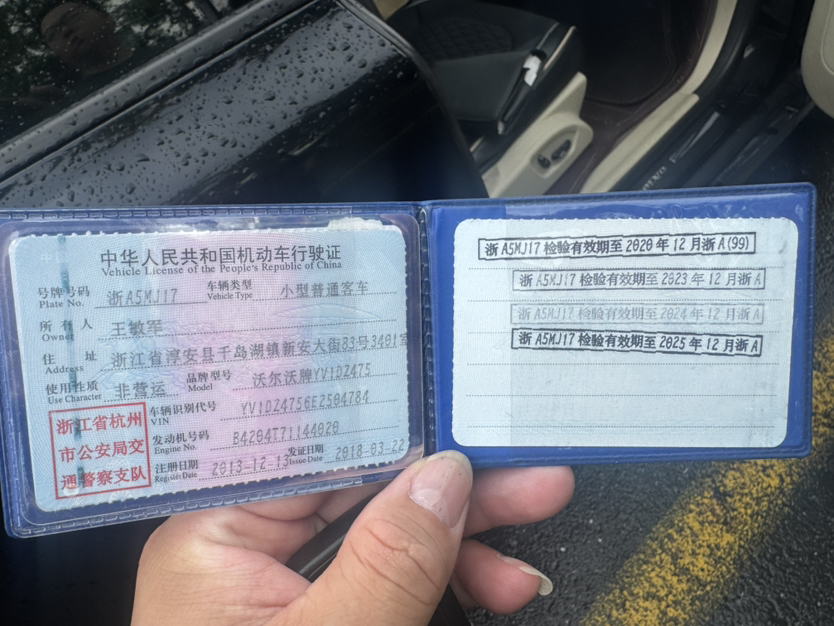 中华人民共和国机动车行驶证
Vehicle License of the People's Republic of China
号牌号码 浙A5MJ17 车辆类型 小型普通客车
Plate No. Vehicle Type
所有人 王敏军
Owner
住址 浙江省淳安县千岛湖镇新安大街83号3401室
Address
使用性质 非营运 品牌型号 沃尔沃牌YV1DZ475
Use Character Model
浙江省杭州
市公安局交
通警察支队
车辆识别代号 YV1DZ4756E2504784
VIN
发动机号码 B4204T71144020
Engine No.
注册日期 2013-12-13 发证日期 2018-03-22
Register Date Issue Date
浙A5MJ17 检验有效期至 2020 年 12 月浙A(99)
浙A5MJ17 检验有效期至 2023 年 12 月浙A
浙A5MJ17 检验有效期至 2024 年 12 月浙A
浙A5MJ17 检验有效期至 2025 年 12 月浙A
VOLVO